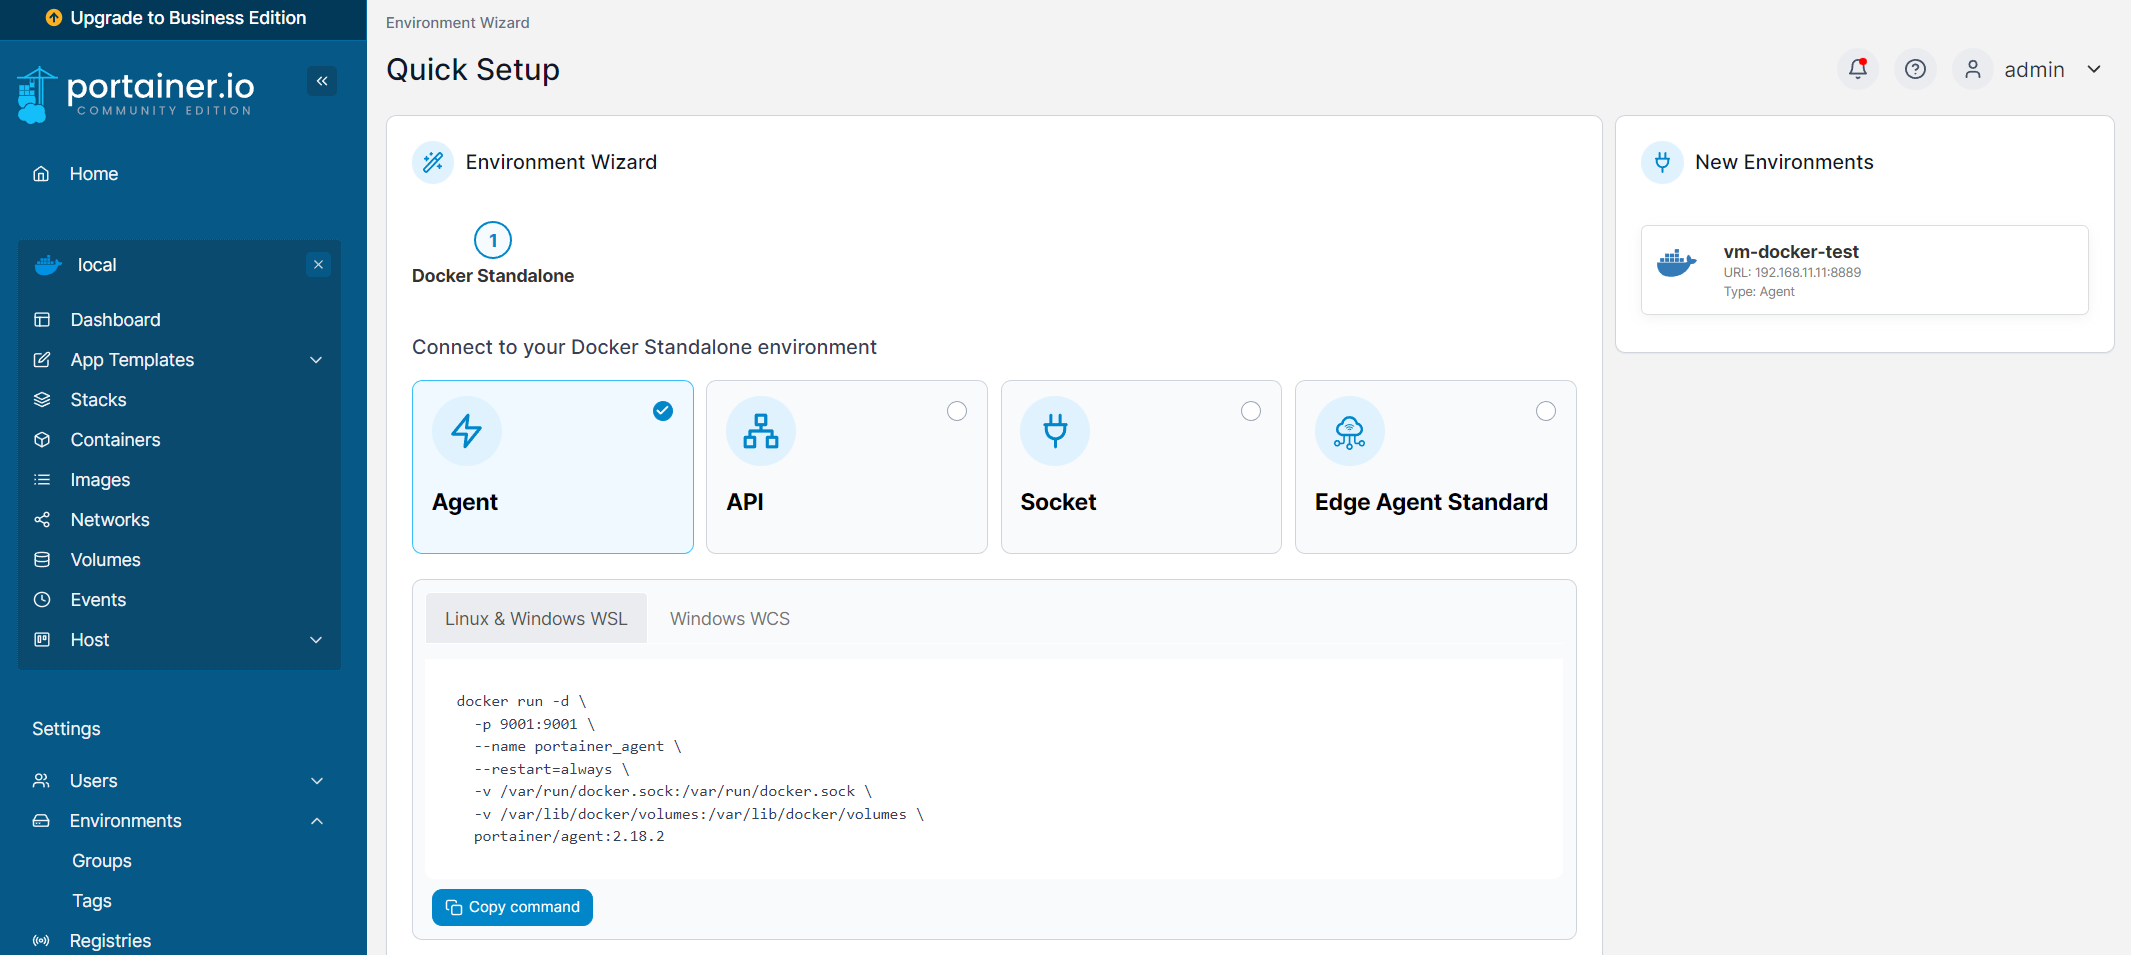 Upgrade to Business Edition
portainer.io
COMMUNITY EDITION
Home
local
Dashboard
App Templates
Stacks
Containers
Images
Networks
Volumes
Events
Host
Settings
Users
Environments
Groups
Tags
Registries
Environment Wizard
Quick Setup
admin
Environment Wizard
1
Docker Standalone
Connect to your Docker Standalone environment
Agent
API
Socket
Edge Agent Standard
Linux & Windows WSL
Windows WCS
docker run -d \
-p 9001:9001 \
--name portainer_agent \
--restart=always \
-v /var/run/docker.sock:/var/run/docker.sock \
-v /var/lib/docker/volumes:/var/lib/docker/volumes \
portainer/agent:2.18.2
Copy command
New Environments
vm-docker-test
URL: 192.168.11.11:8889
Type: Agent